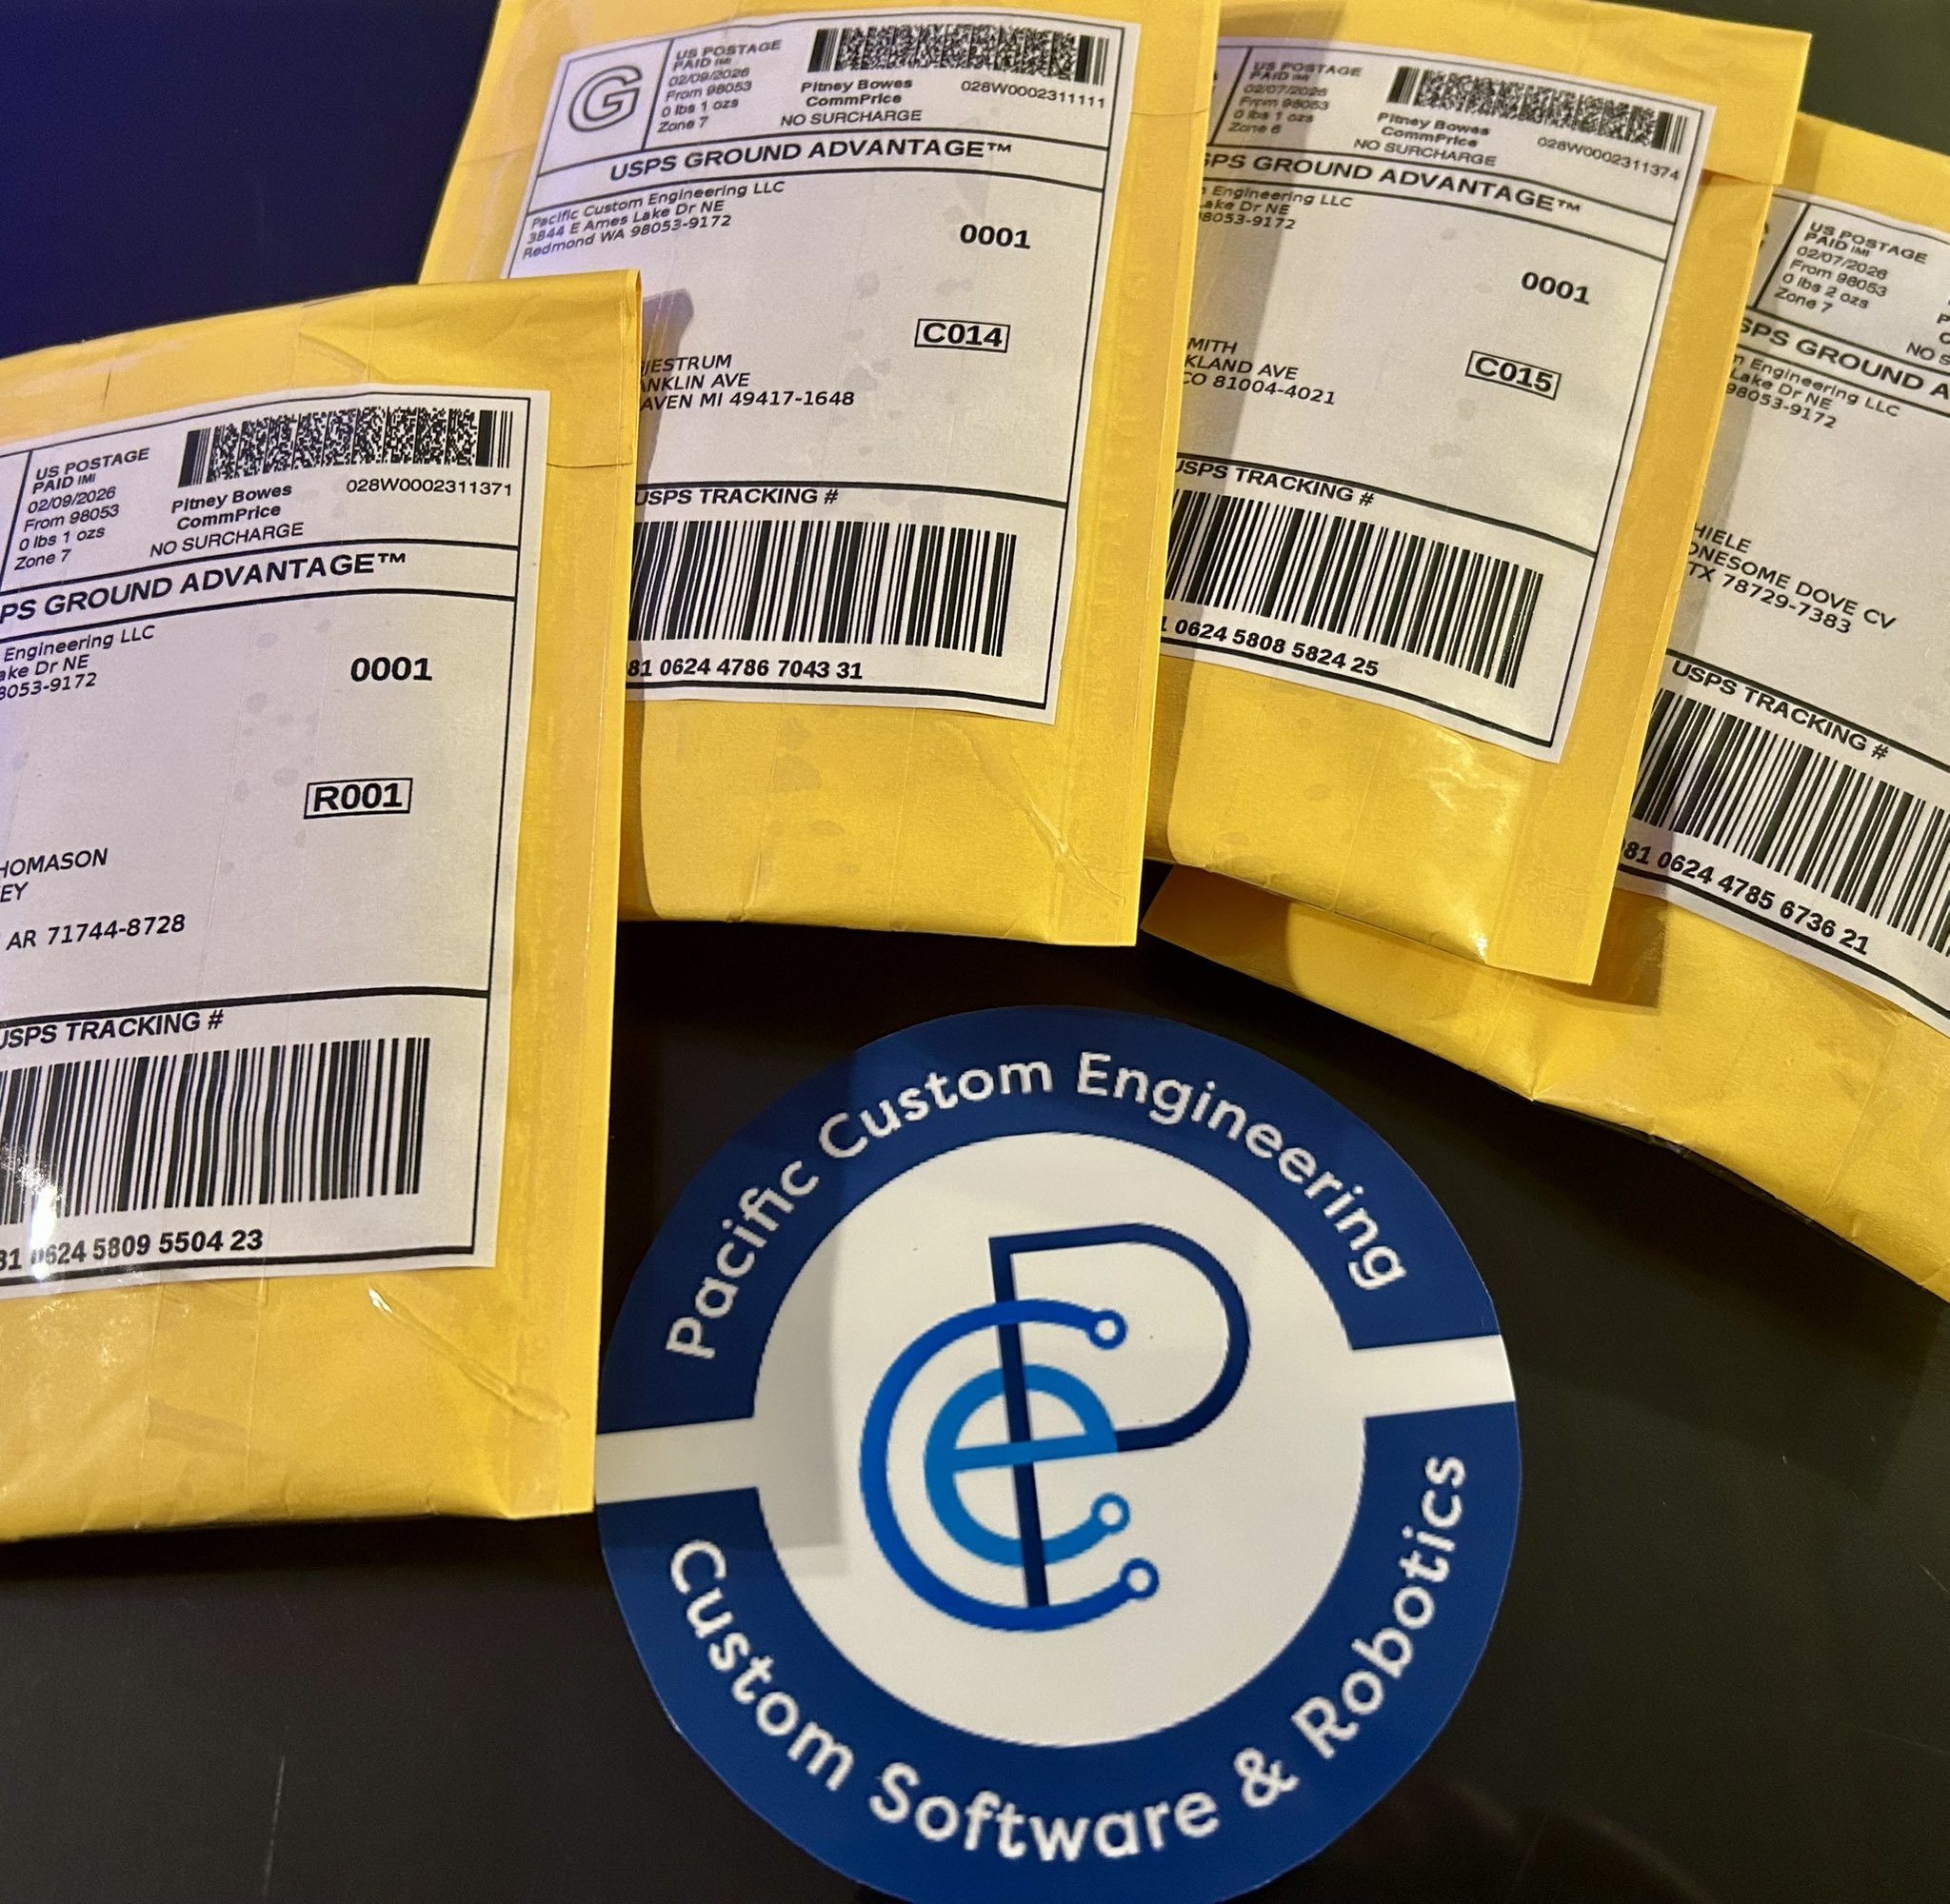 US POSTAGE
PAID IMI
02/09/2026
From 98053
0 lbs 1 ozs
Zone 7
Pitney Bowes
CommPrice
NO SURCHARGE
028W0002311371
PS GROUND ADVANTAGE™
Engineering LLC
ake Dr NE
8053-9172
0001
R001
HOMASON
EY
AR 71744-8728
USPS TRACKING #
81 0624 5809 5504 23
G
US POSTAGE
PAID IMI
02/09/2026
From 98053
0 lbs 1 ozs
Zone 7
Pitney Bowes
CommPrice
NO SURCHARGE
028W0002311111
USPS GROUND ADVANTAGE™
Pacific Custom Engineering LLC
3844 E Ames Lake Dr NE
Redmond WA 98053-9172
0001
C014
JESTRUM
ANKLIN AVE
AVEN MI 49417-1648
USPS TRACKING #
81 0624 4786 7043 31
US POSTAGE
PAID IMI
02/07/2026
From 98053
0 lbs 1 ozs
Zone 6
Pitney Bowes
CommPrice
NO SURCHARGE
028W0002311374
SPS GROUND ADVANTAGE™
Engineering LLC
ake Dr NE
98053-9172
0001
C015
MITH
KLAND AVE
CO 81004-4021
USPS TRACKING #
0624 5808 5824 25
US POSTAGE
PAID IMI
02/07/2026
From 98053
0 lbs 2 ozs
Zone 7
NO S
SPS GROUND A
Engineering LLC
Lake Dr NE
98053-9172
HIELE
ONESOME DOVE CV
TX 78729-7383
USPS TRACKING #
81 0624 4785 6736 21
Pacific Custom Engineering
PCe
Custom Software & Robotics